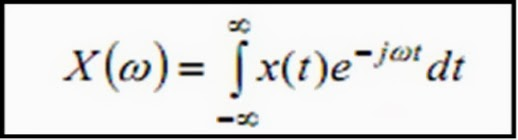 X(ω) = ∫_{-∞}^{∞} x(t)e^{-jωt} dt